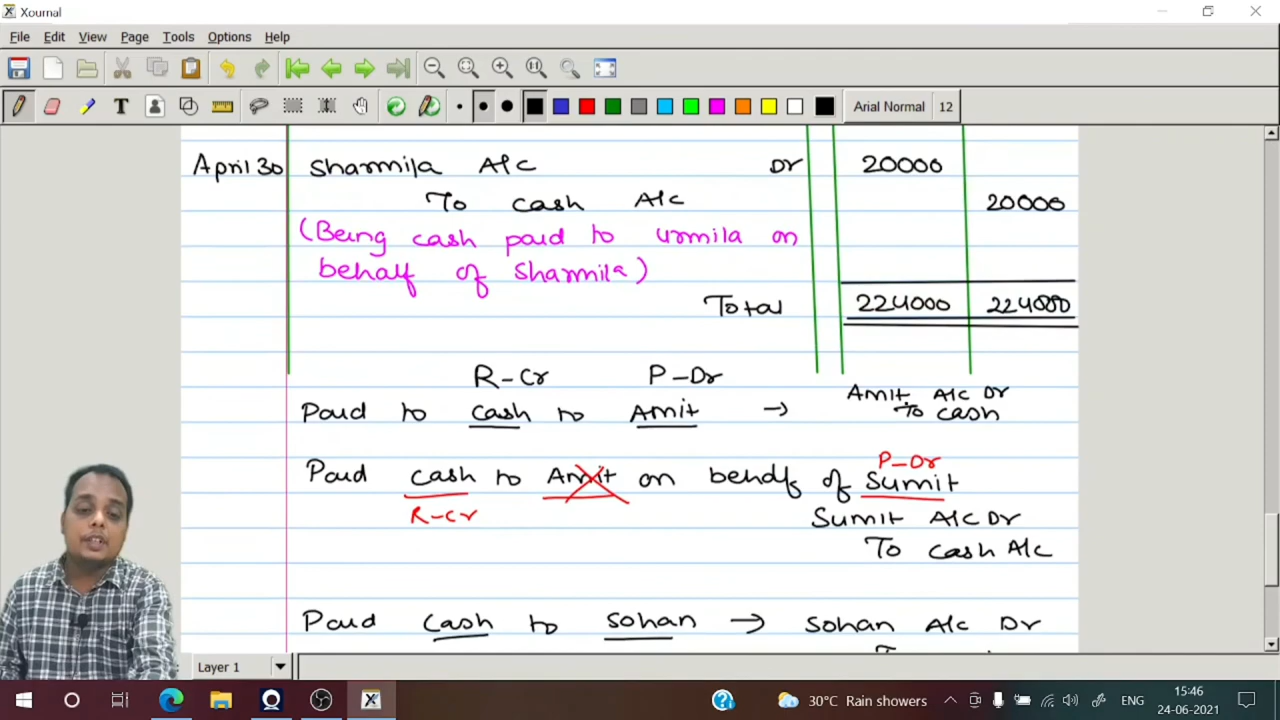 Xournal
File Edit View Page Tools Options Help
Arial Normal 12
April 30 Sharmila A/c Dr 20000
To cash A/c 20000
(Being cash paid to urmila on
behalf of Sharmila)
Total 224000 224000
R-Cr P-Dr
Paid to cash to Amit → Amit A/c Dr
To cash
P-Dr
Paid cash to Amit on behalf of Sumit
R-Cr
Sumit A/c Dr
To cash A/c
Paid cash to sohan → sohan A/c Dr
Layer 1
30°C Rain showers ENG 15:46
24-06-2021